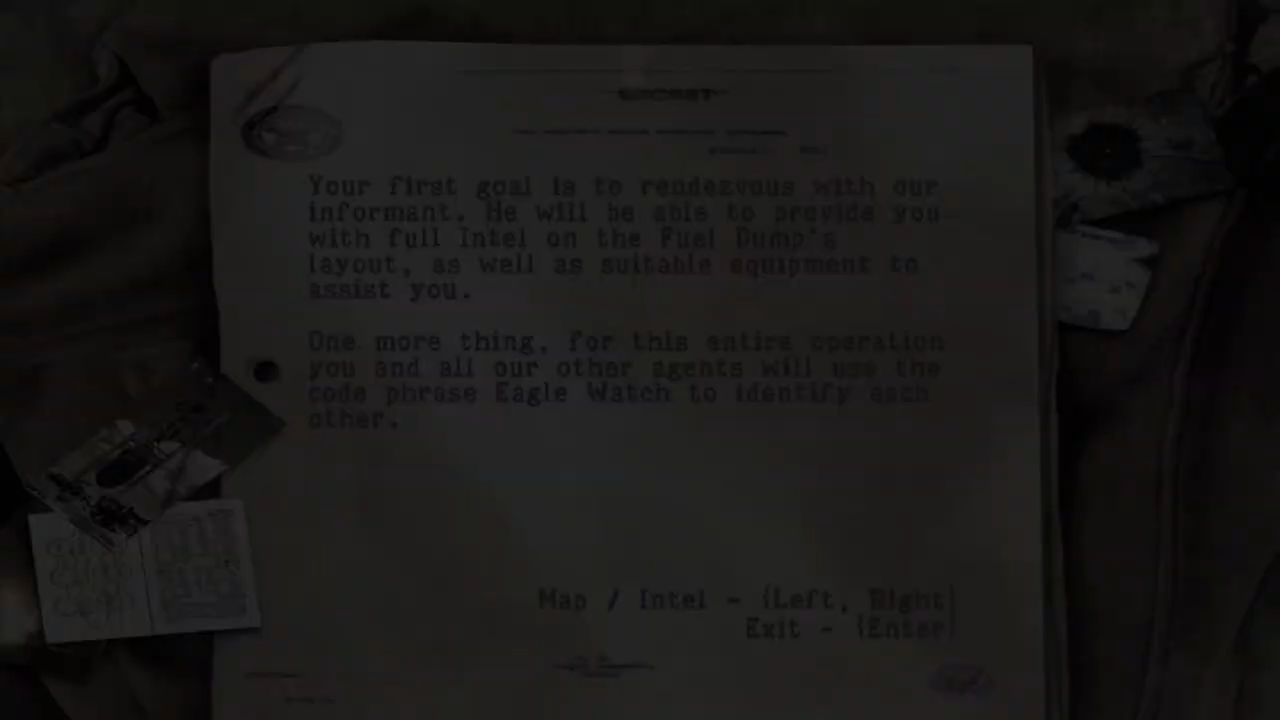 SECRET
Your first goal is to rendezvous with our
informant. He will be able to provide you
with full Intel on the Fuel Dump's
layout, as well as suitable equipment to
assist you.
One more thing, for this entire operation
you and all our other agents will use the
code phrase Eagle Watch to identify each
other.
Map / Intel - [Left, Right]
Exit - [Enter]